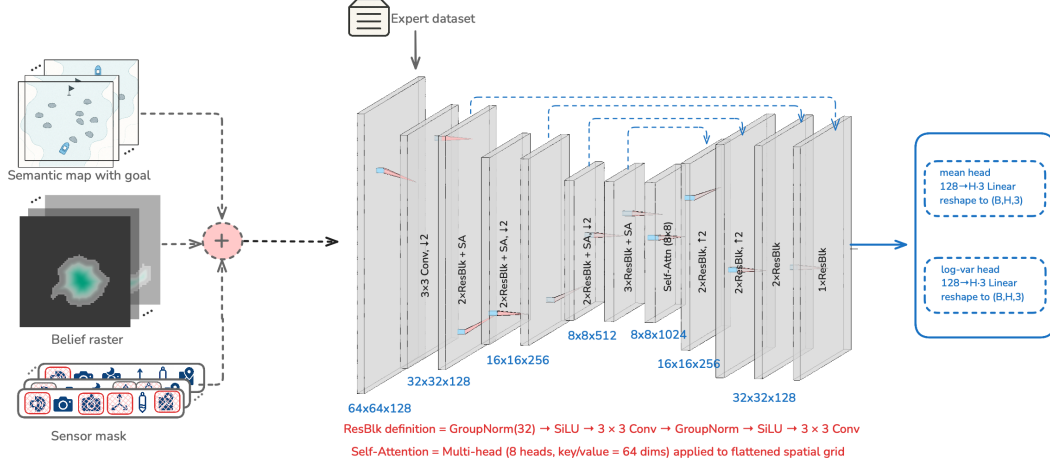 Expert dataset
Semantic map with goal
Belief raster
Sensor mask
+
3×3 Conv, ↓2
2×ResBlk + SA
2×ResBlk + SA, ↓2
2×ResBlk + SA, ↓2
3×ResBlk + SA
Self-Attn (8×8)
2×ResBlk, ↑2
2×ResBlk, ↑2
2×ResBlk
1×ResBlk
64x64x128
32x32x128
16x16x256
8x8x512
8x8x1024
16x16x256
32x32x128
mean head
128→H·3 Linear
reshape to (B,H,3)
log-var head
128→H·3 Linear
reshape to (B,H,3)
ResBlk definition = GroupNorm(32) → SiLU → 3 × 3 Conv → GroupNorm → SiLU → 3 × 3 Conv
Self-Attention = Multi-head (8 heads, key/value = 64 dims) applied to flattened spatial grid